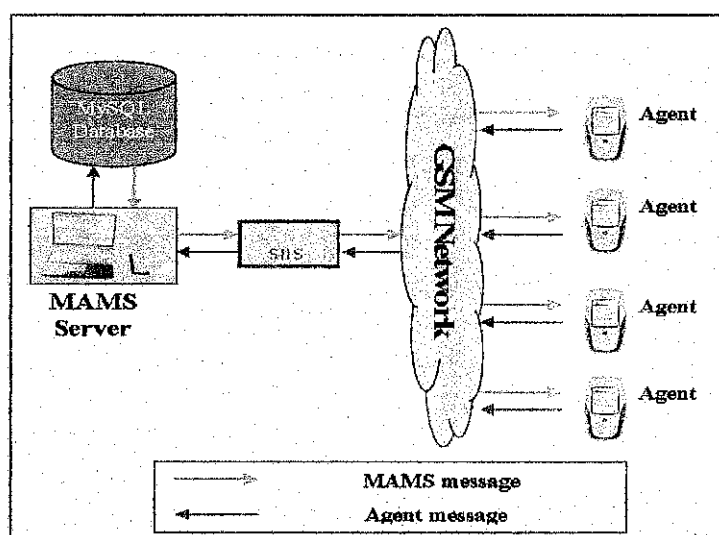 MySQL
Database
MAMS
Server
SMS
GSM Network
Agent
Agent
Agent
Agent
MAMS message
Agent message